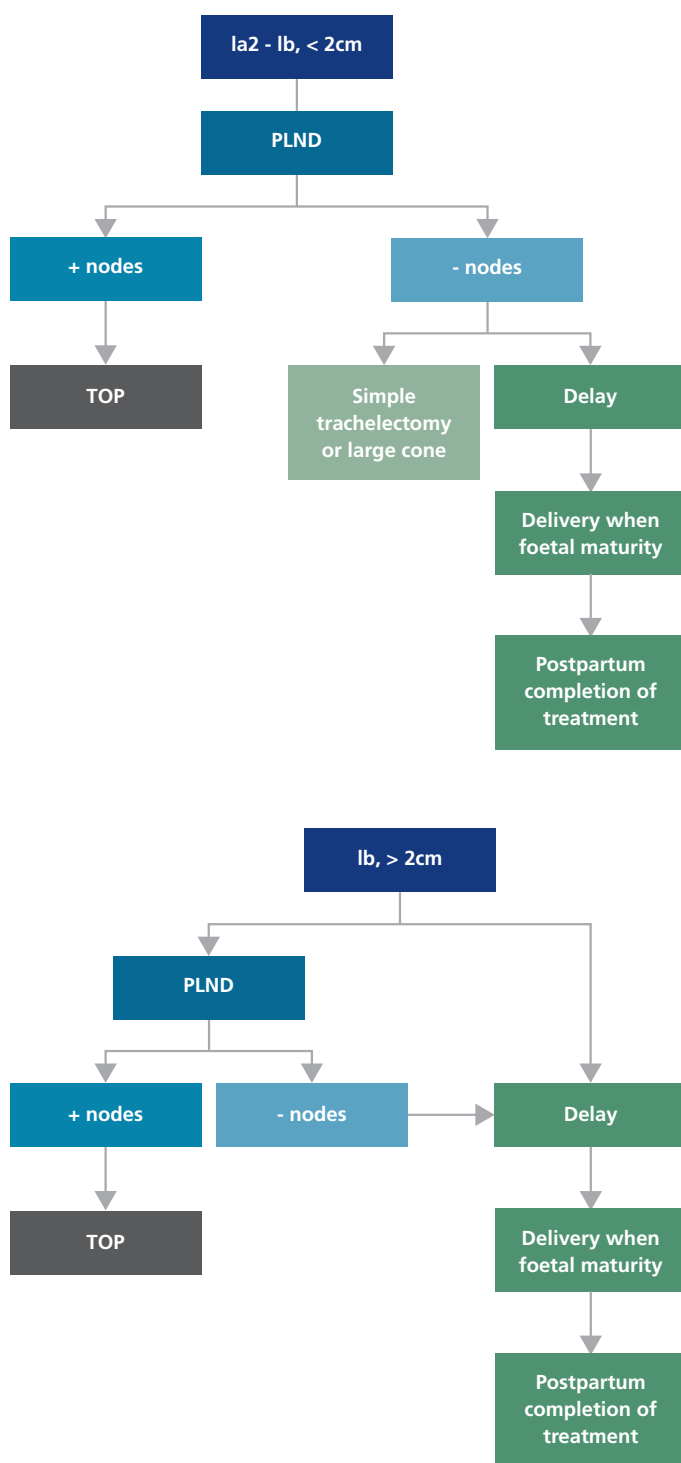 Ia2 - Ib, < 2cm
PLND
+ nodes
- nodes
TOP
Simple
trachelectomy
or large cone
Delay
Delivery when
foetal maturity
Postpartum
completion of
treatment
Ib, > 2cm
PLND
+ nodes
- nodes
Delay
TOP
Delivery when
foetal maturity
Postpartum
completion of
treatment